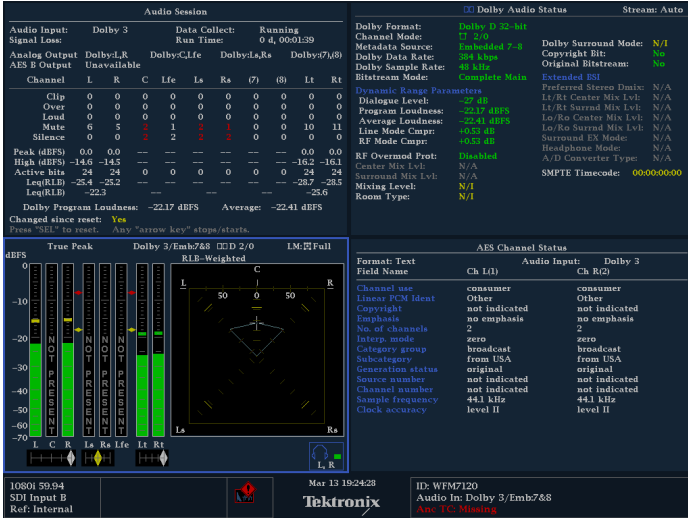 Audio Session
Audio Input: Dolby 3 Data Collect: Running
Signal Loss: Run Time: 0 d, 00:01:39
Analog Output Dolby:L,R Dolby:C,Lfe Dolby:Ls,Rs Dolby:(7),(8)
AES B Output Unavailable
Channel L R C Lfe Ls Rs (7) (8) Lt Rt
Clip 0 0 0 0 0 0 0 0 0 0
Over 0 0 0 0 0 0 0 0 0 0
Loud 0 0 0 0 0 0 0 0 0 0
Mute 6 5 2 1 2 1 0 0 10 11
Silence 0 0 2 2 2 2 0 0 0 0
Peak (dBFS) 0.0 0.0 -- -- -- -- -- -- 0.0 0.0
High (dBFS) -14.6 -14.5 -- -- -- -- -- -- -16.2 -16.1
Active bits 24 24 0 0 0 0 0 0 24 24
Leq(RLB) -25.4 -25.2 -- -- -- -- -- -- -28.7 -28.5
Leq(RLB) -22.3 -- -- -- -25.6
Dolby Program Loudness: -22.17 dBFS Average: -22.41 dBFS
Changed since reset: Yes
Press "SEL" to reset. Any "arrow key" stops/starts.
Dolby Audio Status Stream: Auto
Dolby Format: Dolby D 32-bit
Channel Mode: 2/0
Metadata Source: Embedded 7-8
Dolby Data Rate: 384 kbps
Dolby Sample Rate: 48 kHz
Bitstream Mode: Complete Main
Dolby Surround Mode: N/I
Copyright Bit: No
Original Bitstream: No
Dynamic Range Parameters
Dialogue Level: -27 dB
Program Loudness: -22.17 dBFS
Average Loudness: -22.41 dBFS
Line Mode Cmpr: +0.53 dB
RF Mode Cmpr: +0.53 dB
RF Overmod Prot: Disabled
Center Mix Lvl: N/A
Surround Mix Lvl: N/A
Mixing Level: N/I
Room Type: N/I
Extended BSI
Preferred Stereo Dmix: N/A
Lt/Rt Center Mix Lvl: N/A
Lt/Rt Surrnd Mix Lvl: N/A
Lo/Ro Center Mix Lvl: N/A
Lo/Ro Surrnd Mix Lvl: N/A
Surround EX Mode: N/A
Headphone Mode: N/A
A/D Converter Type: N/A
SMPTE Timecode: 00:00:00:00
True Peak Dolby 3/Emb:7&8 D 2/0 LM: Full
dBFS
RLB-Weighted
0
-10
-20
-30
-40
-50
-60
-70
NOT PRESENT
NOT PRESENT
NOT PRESENT
NOT PRESENT
L C R Ls Rs Lfe Lt Rt
C
L R
50 0 50
Ls Rs
L, R
AES Channel Status
Format: Text Audio Input: Dolby 3
Field Name Ch L(1) Ch R(2)
Channel use consumer consumer
Linear PCM Ident Other Other
Copyright not indicated not indicated
Emphasis no emphasis no emphasis
No. of channels 2 2
Interp. mode zero zero
Category group broadcast broadcast
Subcategory from USA from USA
Generation status original original
Source number not indicated not indicated
Channel number not indicated not indicated
Sample frequency 44.1 kHz 44.1 kHz
Clock accuracy level II level II
1080i 59.94
SDI Input B
Ref: Internal
Mar 13 19:24:28
Tektronix
ID: WFM7120
Audio In: Dolby 3/Emb:7&8
Anc TC: Missing